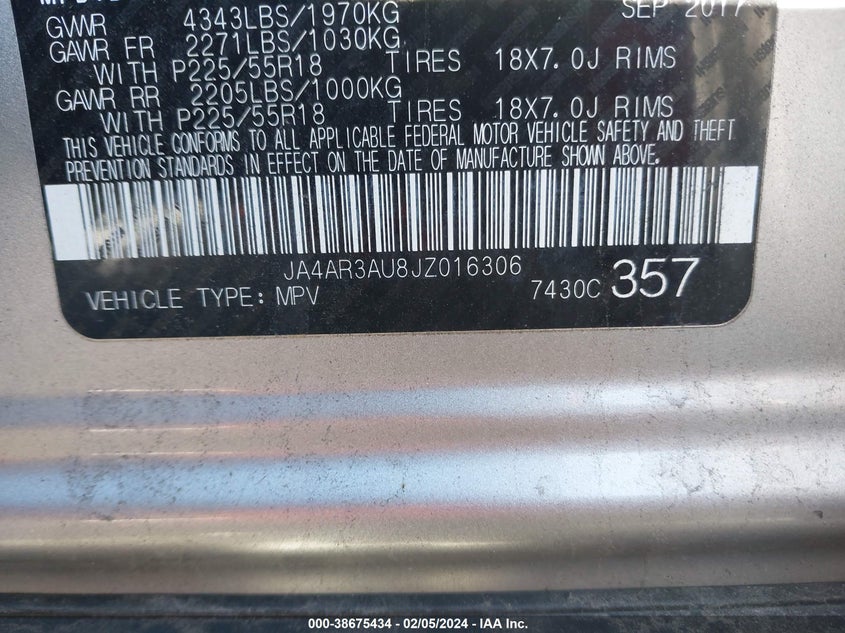 GVWR 4343LBS/1970KG SEP 2017
GAWR FR 2271LBS/1030KG
WITH P225/55R18 TIRES 18X7.0J RIMS
GAWR RR 2205LBS/1000KG
WITH P225/55R18 TIRES 18X7.0J RIMS
THIS VEHICLE CONFORMS TO ALL APPLICABLE FEDERAL MOTOR VEHICLE SAFETY AND THEFT
PREVENTION STANDARDS IN EFFECT ON THE DATE OF MANUFACTURE SHOWN ABOVE.
JA4AR3AU8JZ016306
VEHICLE TYPE: MPV 7430C 357
000-38675434 - 02/05/2024 - IAA Inc.